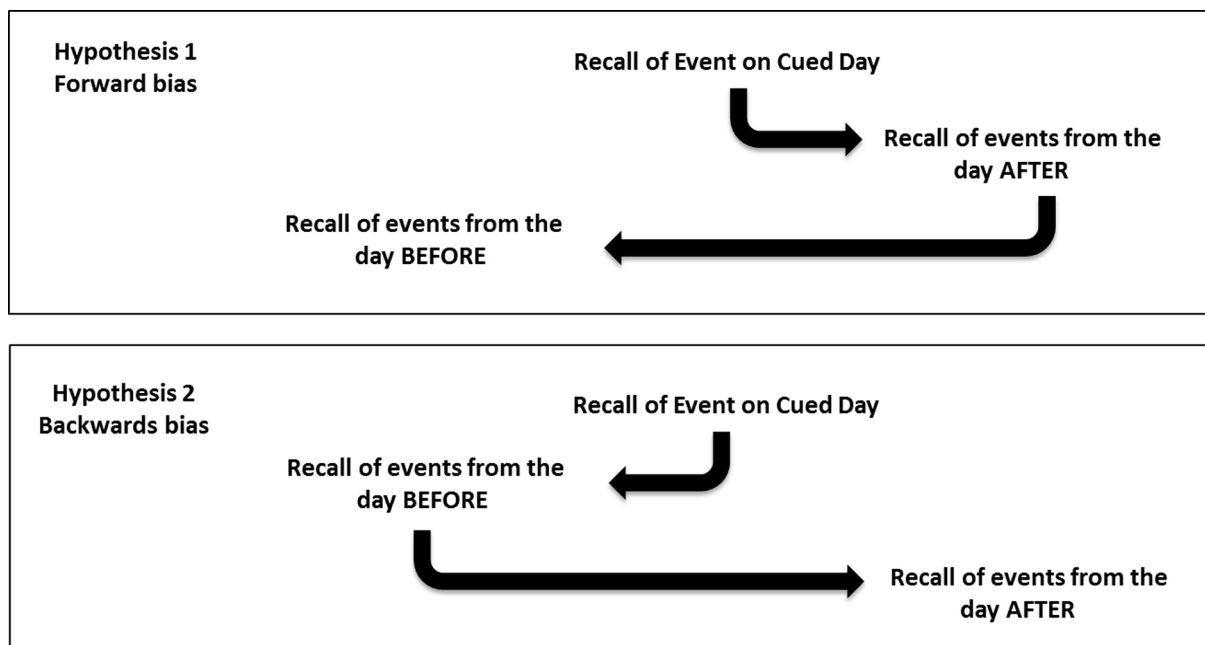 Hypothesis 1
Forward bias
Recall of Event on Cued Day
Recall of events from the
day AFTER
Recall of events from the
day BEFORE
Hypothesis 2
Backwards bias
Recall of Event on Cued Day
Recall of events from the
day BEFORE
Recall of events from the
day AFTER